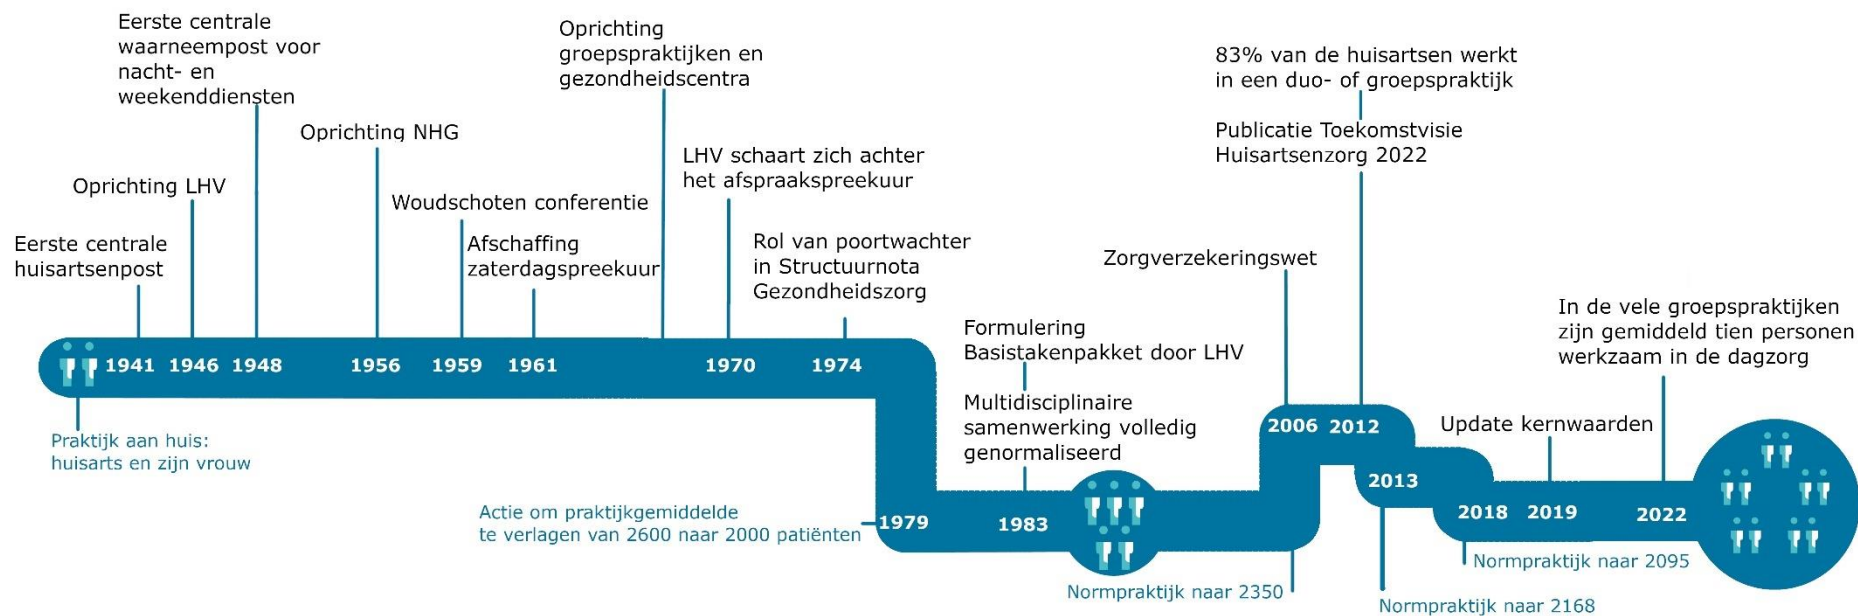 Eerste centrale
huisartsenpost
Oprichting LHV
Eerste centrale
waarneempost voor
nacht- en
weekenddiensten
Oprichting NHG
Woudschoten conferentie
Afschaffing
zaterdagspreekuur
Oprichting
groepspraktijken en
gezondheidscentra
LHV schaart zich achter
het afspraakspreekuur
Rol van poortwachter
in Structuurnota
Gezondheidszorg
1941 1946 1948 1956 1959 1961 1970 1974
Praktijk aan huis:
huisarts en zijn vrouw
Actie om praktijkgemiddelde
te verlagen van 2600 naar 2000 patiënten
1979
Formulering
Basistakenpakket door LHV
Multidisciplinaire
samenwerking volledig
genormaliseerd
1983
Normpraktijk naar 2350
Zorgverzekeringswet
2006
83% van de huisartsen werkt
in een duo- of groepspraktijk
Publicatie Toekomstvisie
Huisartsenzorg 2022
2012
2013
Normpraktijk naar 2168
2018
Normpraktijk naar 2095
Update kernwaarden
2019
In de vele groepspraktijken
zijn gemiddeld tien personen
werkzaam in de dagzorg
2022